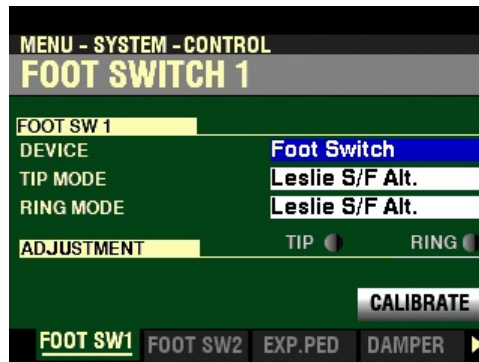 MENU - SYSTEM - CONTROL
FOOT SWITCH 1
FOOT SW 1
DEVICE Foot Switch
TIP MODE Leslie S/F Alt.
RING MODE Leslie S/F Alt.
ADJUSTMENT TIP RING
CALIBRATE
FOOT SW1 FOOT SW2 EXP.PED DAMPER